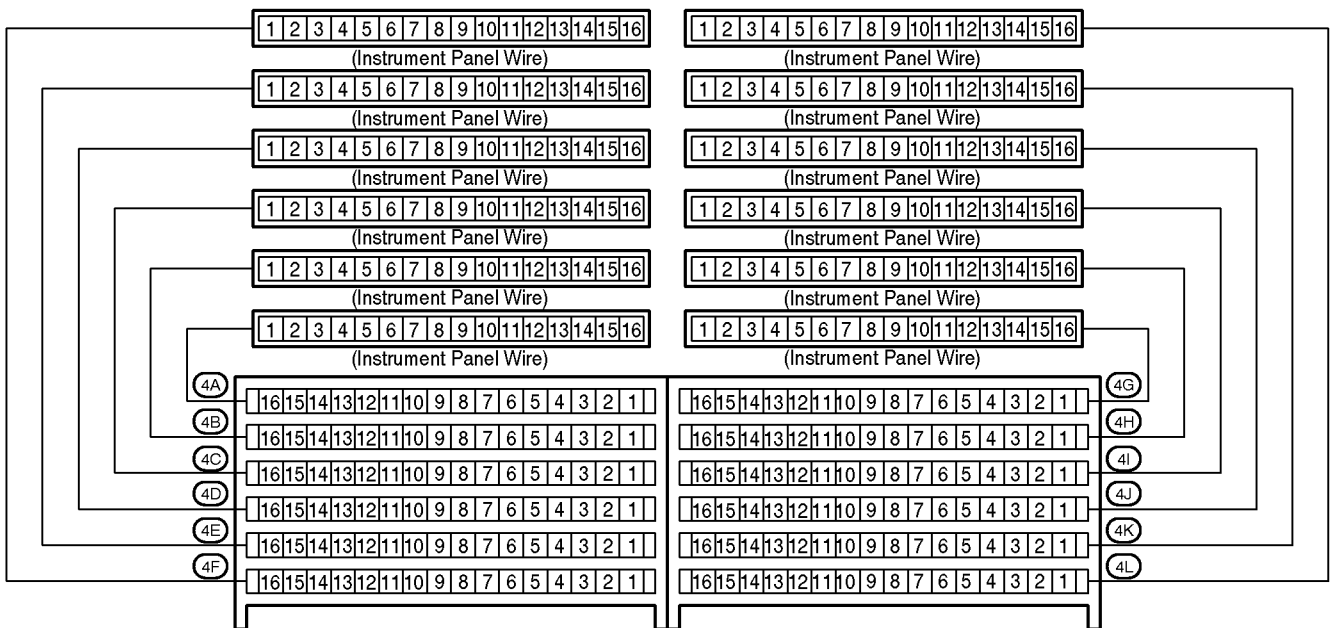 1 2 3 4 5 6 7 8 9 10 11 12 13 14 15 16 1 2 3 4 5 6 7 8 9 10 11 12 13 14 15 16
(Instrument Panel Wire) (Instrument Panel Wire)
1 2 3 4 5 6 7 8 9 10 11 12 13 14 15 16 1 2 3 4 5 6 7 8 9 10 11 12 13 14 15 16
(Instrument Panel Wire) (Instrument Panel Wire)
1 2 3 4 5 6 7 8 9 10 11 12 13 14 15 16 1 2 3 4 5 6 7 8 9 10 11 12 13 14 15 16
(Instrument Panel Wire) (Instrument Panel Wire)
1 2 3 4 5 6 7 8 9 10 11 12 13 14 15 16 1 2 3 4 5 6 7 8 9 10 11 12 13 14 15 16
(Instrument Panel Wire) (Instrument Panel Wire)
1 2 3 4 5 6 7 8 9 10 11 12 13 14 15 16 1 2 3 4 5 6 7 8 9 10 11 12 13 14 15 16
(Instrument Panel Wire) (Instrument Panel Wire)
1 2 3 4 5 6 7 8 9 10 11 12 13 14 15 16 1 2 3 4 5 6 7 8 9 10 11 12 13 14 15 16
(Instrument Panel Wire) (Instrument Panel Wire)
4A 16 15 14 13 12 11 10 9 8 7 6 5 4 3 2 1 16 15 14 13 12 11 10 9 8 7 6 5 4 3 2 1 4G
4B 16 15 14 13 12 11 10 9 8 7 6 5 4 3 2 1 16 15 14 13 12 11 10 9 8 7 6 5 4 3 2 1 4H
4C 16 15 14 13 12 11 10 9 8 7 6 5 4 3 2 1 16 15 14 13 12 11 10 9 8 7 6 5 4 3 2 1 4I
4D 16 15 14 13 12 11 10 9 8 7 6 5 4 3 2 1 16 15 14 13 12 11 10 9 8 7 6 5 4 3 2 1 4J
4E 16 15 14 13 12 11 10 9 8 7 6 5 4 3 2 1 16 15 14 13 12 11 10 9 8 7 6 5 4 3 2 1 4K
4F 16 15 14 13 12 11 10 9 8 7 6 5 4 3 2 1 16 15 14 13 12 11 10 9 8 7 6 5 4 3 2 1 4L